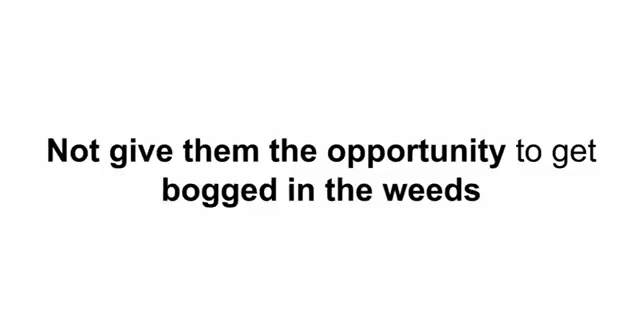 Not give them the opportunity to get
bogged in the weeds